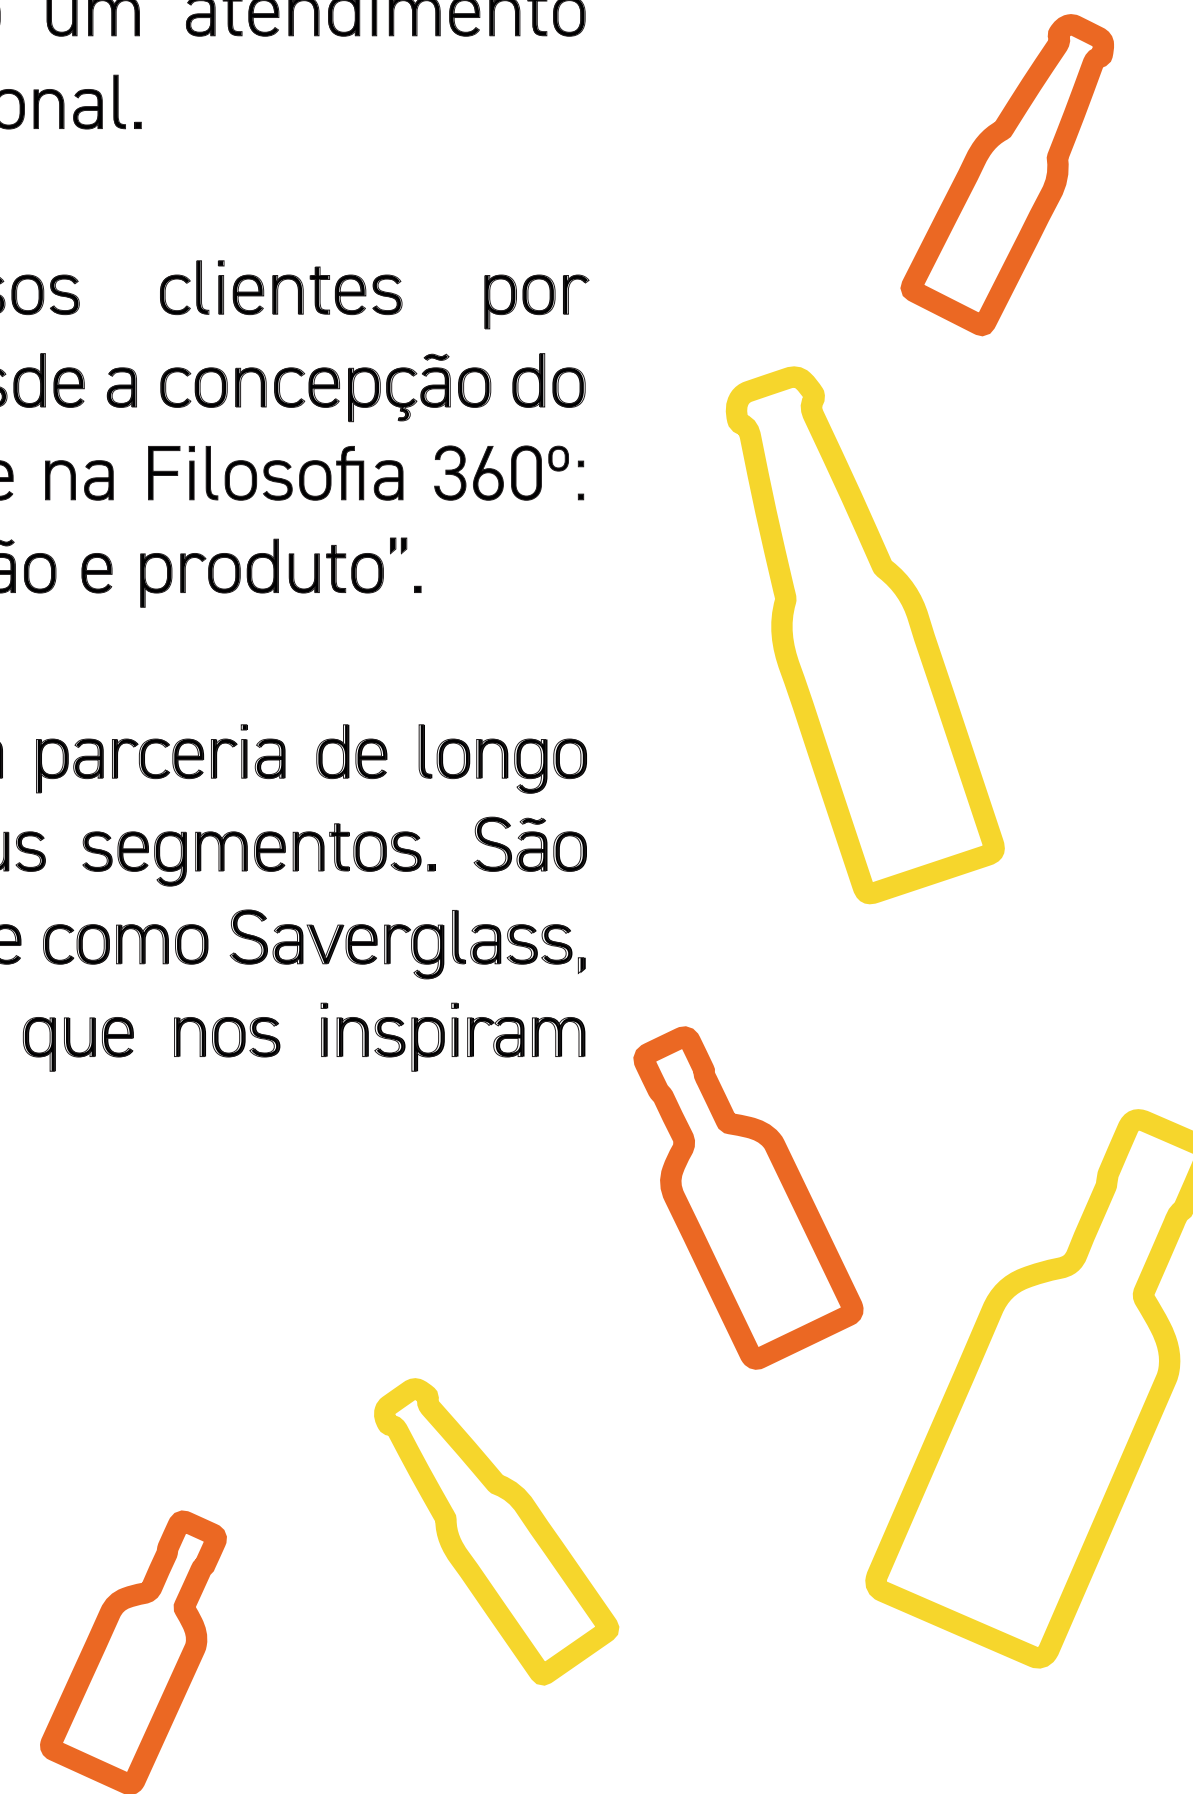 um atendimento
onal.
sos clientes por
sde a concepção do
e na Filosofia 360º:
ão e produto”.
parceria de longo
us segmentos. São
e como Saverglass,
que nos inspiram